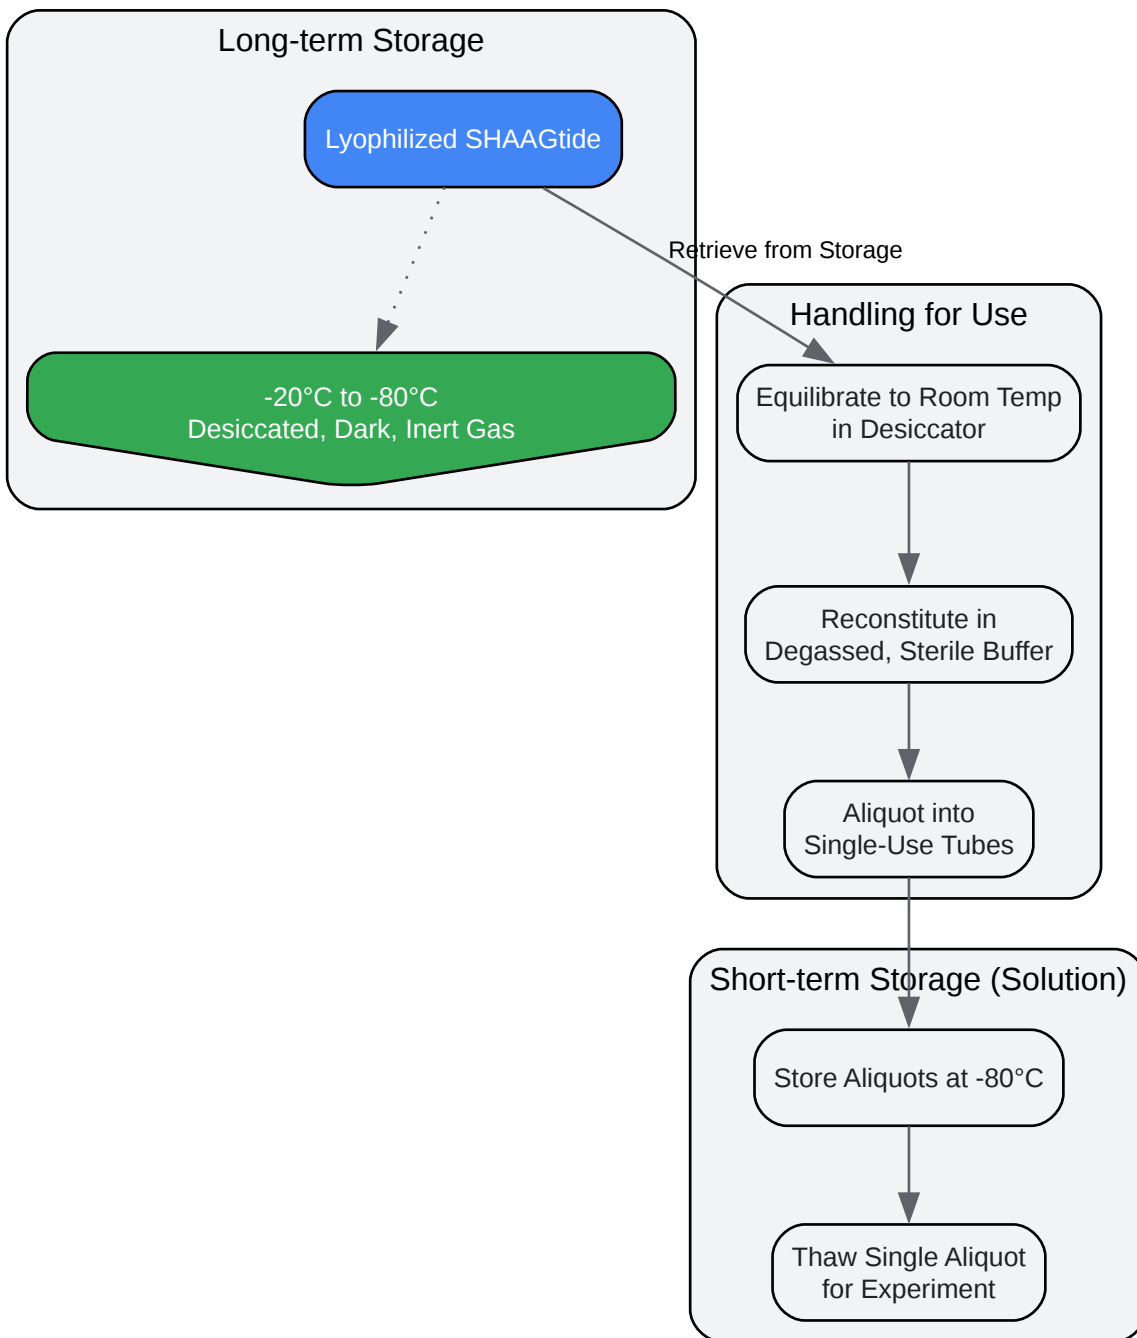 Long-term Storage
Lyophilized SHAAGtide
Retrieve from Storage
-20°C to -80°C
Desiccated, Dark, Inert Gas
Handling for Use
Equilibrate to Room Temp
in Desiccator
Reconstitute in
Degassed, Sterile Buffer
Aliquot into
Single-Use Tubes
Short-term Storage (Solution)
Store Aliquots at -80°C
Thaw Single Aliquot
for Experiment